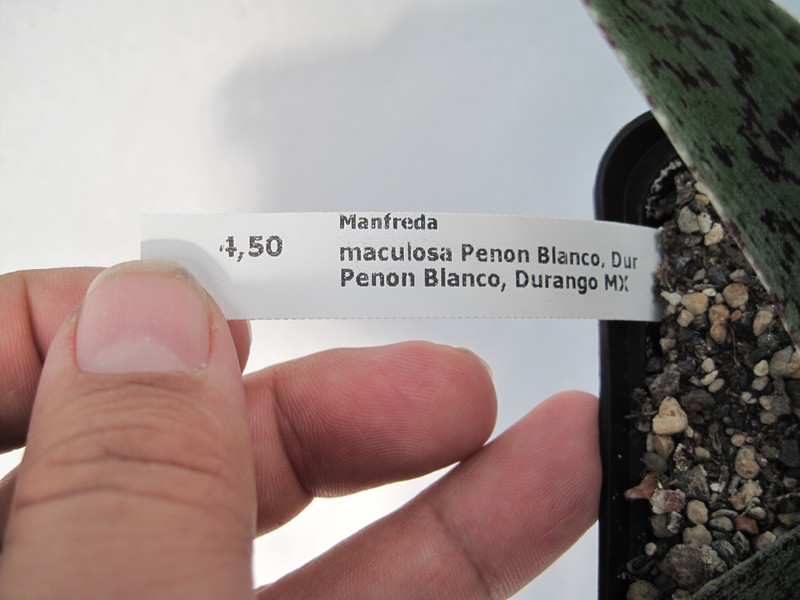 Manfreda
4,50
maculosa Penon Blanco, Dur
Penon Blanco, Durango MX